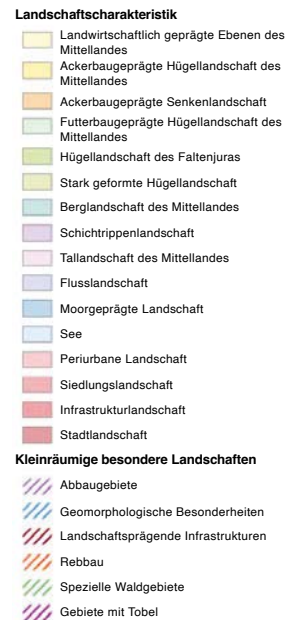 Landschaftscharakteristik
Landwirtschaftlich geprägte Ebenen des
Mittellandes
Ackerbaugeprägte Hügellandschaft des
Mittellandes
Ackerbaugeprägte Senkenlandschaft
Futterbaugeprägte Hügellandschaft des
Mittellandes
Hügellandschaft des Faltenjuras
Stark geformte Hügellandschaft
Berglandschaft des Mittellandes
Schichtrippenlandschaft
Tallandschaft des Mittellandes
Flusslandschaft
Moorgeprägte Landschaft
See
Periurbane Landschaft
Siedlungslandschaft
Infrastrukturlandschaft
Stadtlandschaft
Kleinräumige besondere Landschaften
Abbaugebiete
Geomorphologische Besonderheiten
Landschaftsprägende Infrastrukturen
Rebbau
Spezielle Waldgebiete
Gebiete mit Tobel